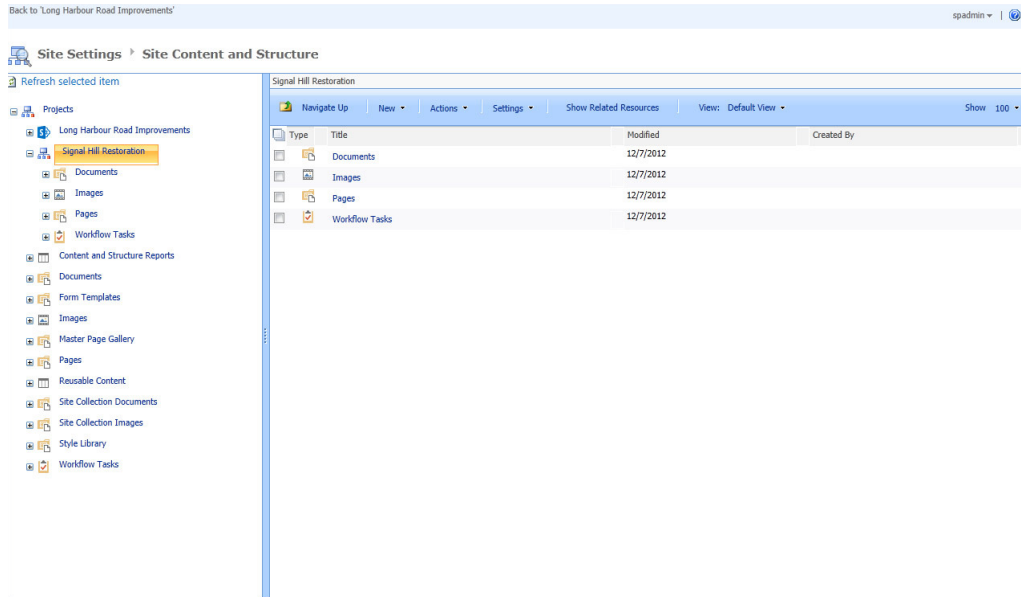 Back to 'Long Harbour Road Improvements'
spadmin
Site Settings Site Content and Structure
Refresh selected item
Projects
Long Harbour Road Improvements
Signal Hill Restoration
Documents
Images
Pages
Workflow Tasks
Content and Structure Reports
Documents
Form Templates
Images
Master Page Gallery
Pages
Reusable Content
Site Collection Documents
Site Collection Images
Style Library
Workflow Tasks
Signal Hill Restoration
Navigate Up New Actions Settings Show Related Resources View: Default View Show 100
Type Title Modified Created By
Documents 12/7/2012
Images 12/7/2012
Pages 12/7/2012
Workflow Tasks 12/7/2012